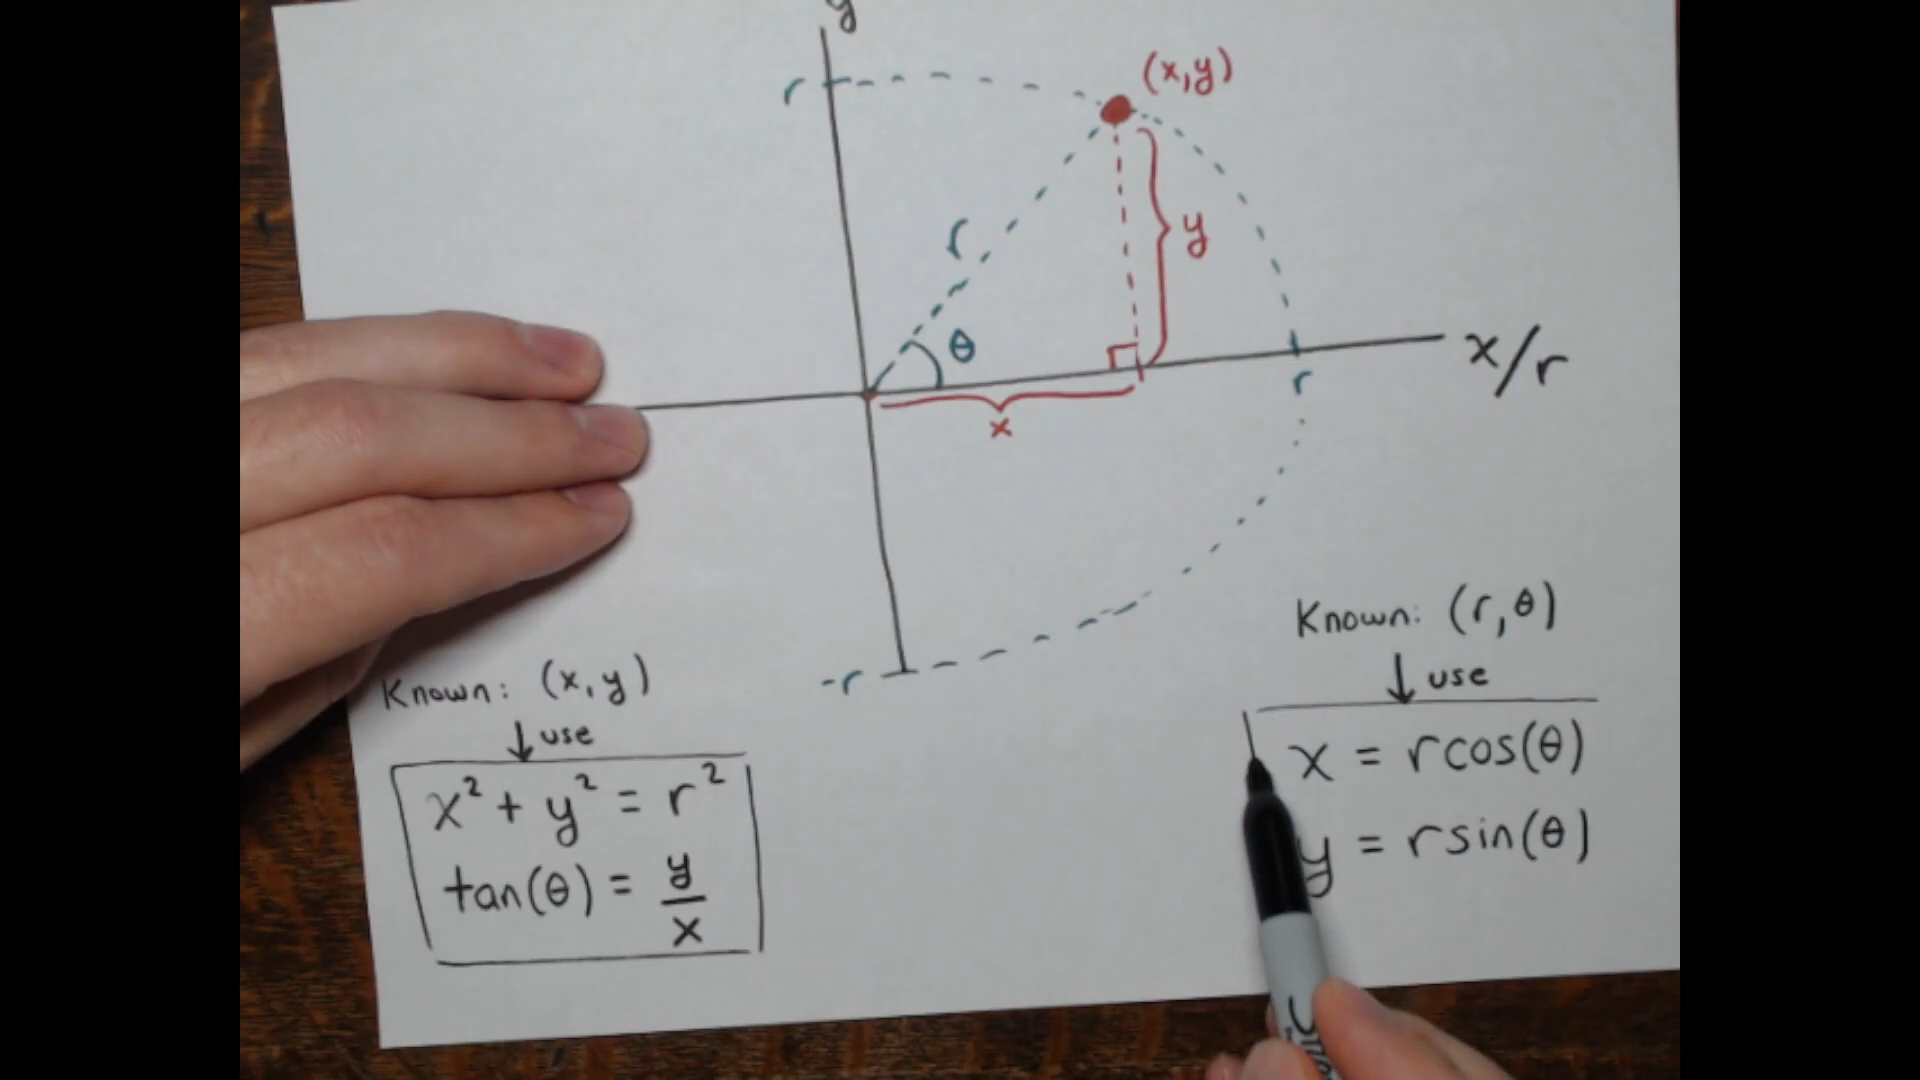 y
(x,y)
r
r
y
θ
x/r
r
x
-r
Known: (x,y)
↓ use
x² + y² = r²
tan(θ) = y/x
Known: (r,θ)
↓ use
x = rcos(θ)
y = rsin(θ)